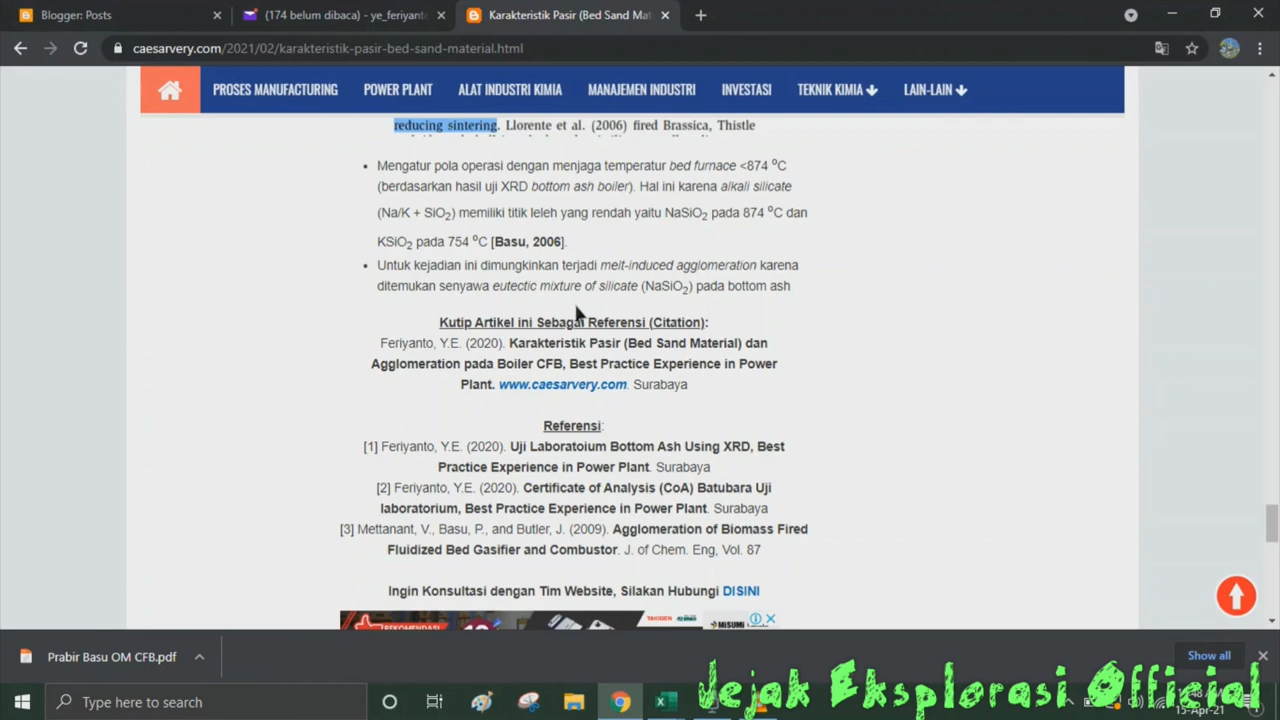 Blogger: Posts
(174 belum dibaca) - ye_feriyant
Karakteristik Pasir (Bed Sand Mat
caesarvery.com/2021/02/karakteristik-pasir-bed-sand-material.html
PROSES MANUFACTURING POWER PLANT ALAT INDUSTRI KIMIA MANAJEMEN INDUSTRI INVESTASI TEKNIK KIMIA LAIN-LAIN
reducing sintering. Llorente et al. (2006) fired Brassica, Thistle
• Mengatur pola operasi dengan menjaga temperatur bed furnace <874 ⁰C
(berdasarkan hasil uji XRD bottom ash boiler). Hal ini karena alkali silicate
(Na/K + SiO₂) memiliki titik leleh yang rendah yaitu NaSiO₂ pada 874 ⁰C dan
KSiO₂ pada 754 ⁰C [Basu, 2006].
• Untuk kejadian ini dimungkinkan terjadi melt-induced agglomeration karena
ditemukan senyawa eutectic mixture of silicate (NaSiO₂) pada bottom ash
Kutip Artikel ini Sebagai Referensi (Citation):
Feriyanto, Y.E. (2020). Karakteristik Pasir (Bed Sand Material) dan
Agglomeration pada Boiler CFB, Best Practice Experience in Power
Plant. www.caesarvery.com. Surabaya
Referensi:
[1] Feriyanto, Y.E. (2020). Uji Laboratoium Bottom Ash Using XRD, Best
Practice Experience in Power Plant. Surabaya
[2] Feriyanto, Y.E. (2020). Certificate of Analysis (CoA) Batubara Uji
laboratorium, Best Practice Experience in Power Plant. Surabaya
[3] Mettanant, V., Basu, P., and Butler, J. (2009). Agglomeration of Biomass Fired
Fluidized Bed Gasifier and Combustor. J. of Chem. Eng, Vol. 87
Ingin Konsultasi dengan Tim Website, Silakan Hubungi DISINI
REKOMENDASI
TAKIGEN
MiSUMi
Prabir Basu OM CFB.pdf
Show all
Type here to search
Jejak Eksplorasi Official
15-Apr-21